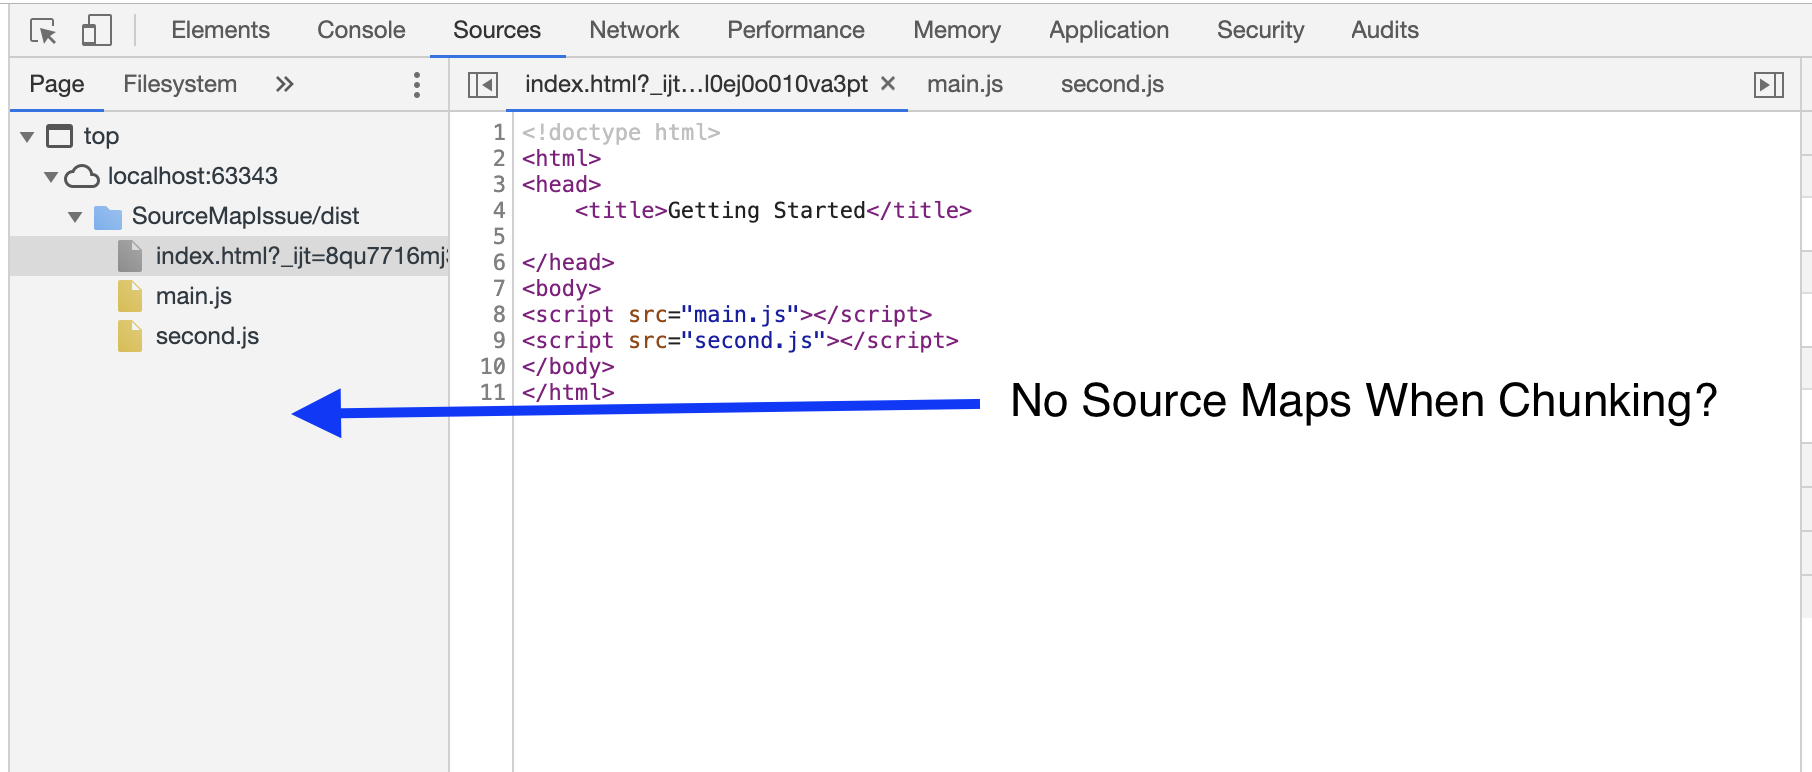 Elements Console Sources Network Performance Memory Application Security Audits
Page Filesystem »
index.html?_ijt...l0ej0o010va3pt × main.js second.js
top
localhost:63343
SourceMapIssue/dist
index.html?_ijt=8qu7716mj
main.js
second.js
1 <!doctype html>
2 <html>
3 <head>
4     <title>Getting Started</title>
5
6 </head>
7 <body>
8 <script src="main.js"></script>
9 <script src="second.js"></script>
10 </body>
11 </html>
No Source Maps When Chunking?